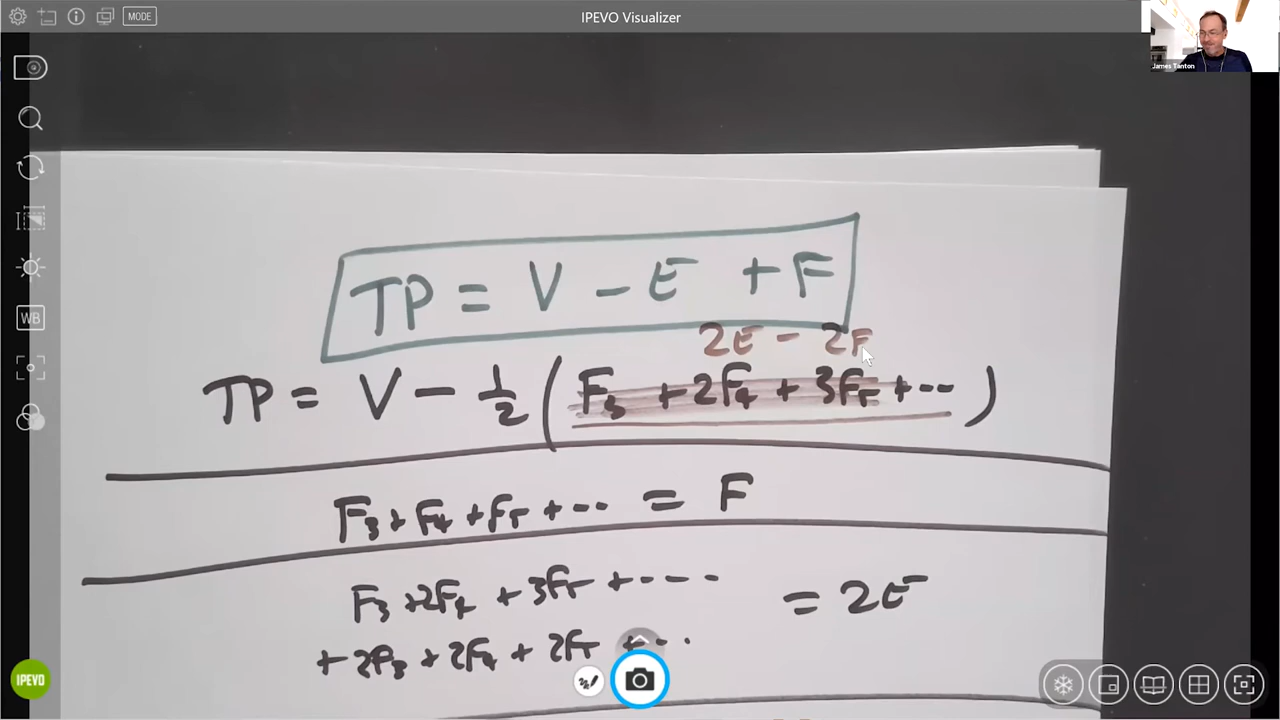 MODE
IPEVO Visualizer
James Tanton
WB
TP = V - E + F
2E - 2F
TP = V - 1/2 ( F₃ + 2F₄ + 3F₅ + ... )
F₃ + F₄ + F₅ + ... = F
F₃ + 2F₄ + 3F₅ + .... = 2E
+ 2F₃ + 2F₄ + 2F₅ + ...
IPEVO